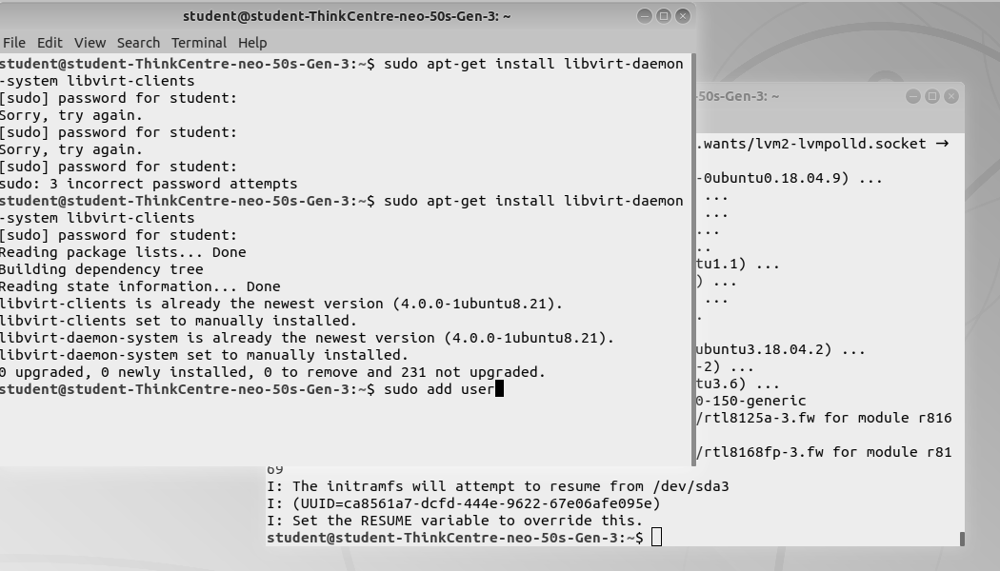 student@student-ThinkCentre-neo-50s-Gen-3: ~
File Edit View Search Terminal Help
student@student-ThinkCentre-neo-50s-Gen-3:~$ sudo apt-get install libvirt-daemon
-system libvirt-clients
[sudo] password for student:
Sorry, try again.
[sudo] password for student:
Sorry, try again.
[sudo] password for student:
sudo: 3 incorrect password attempts
student@student-ThinkCentre-neo-50s-Gen-3:~$ sudo apt-get install libvirt-daemon
-system libvirt-clients
[sudo] password for student:
Reading package lists... Done
Building dependency tree
Reading state information... Done
libvirt-clients is already the newest version (4.0.0-1ubuntu8.21).
libvirt-clients set to manually installed.
libvirt-daemon-system is already the newest version (4.0.0-1ubuntu8.21).
libvirt-daemon-system set to manually installed.
0 upgraded, 0 newly installed, 0 to remove and 231 not upgraded.
student@student-ThinkCentre-neo-50s-Gen-3:~$ sudo add user
-50s-Gen-3: ~
.wants/lvm2-lvmpolld.socket →
-0ubuntu0.18.04.9) ...
...
...
...
..
tu1.1) ...
) ...
...
.
ubuntu3.18.04.2) ...
-2) ...
tu3.6) ...
0-150-generic
/rtl8125a-3.fw for module r816
/rtl8168fp-3.fw for module r81
69
I: The initramfs will attempt to resume from /dev/sda3
I: (UUID=ca8561a7-dcfd-444e-9622-67e06afe095e)
I: Set the RESUME variable to override this.
student@student-ThinkCentre-neo-50s-Gen-3:~$